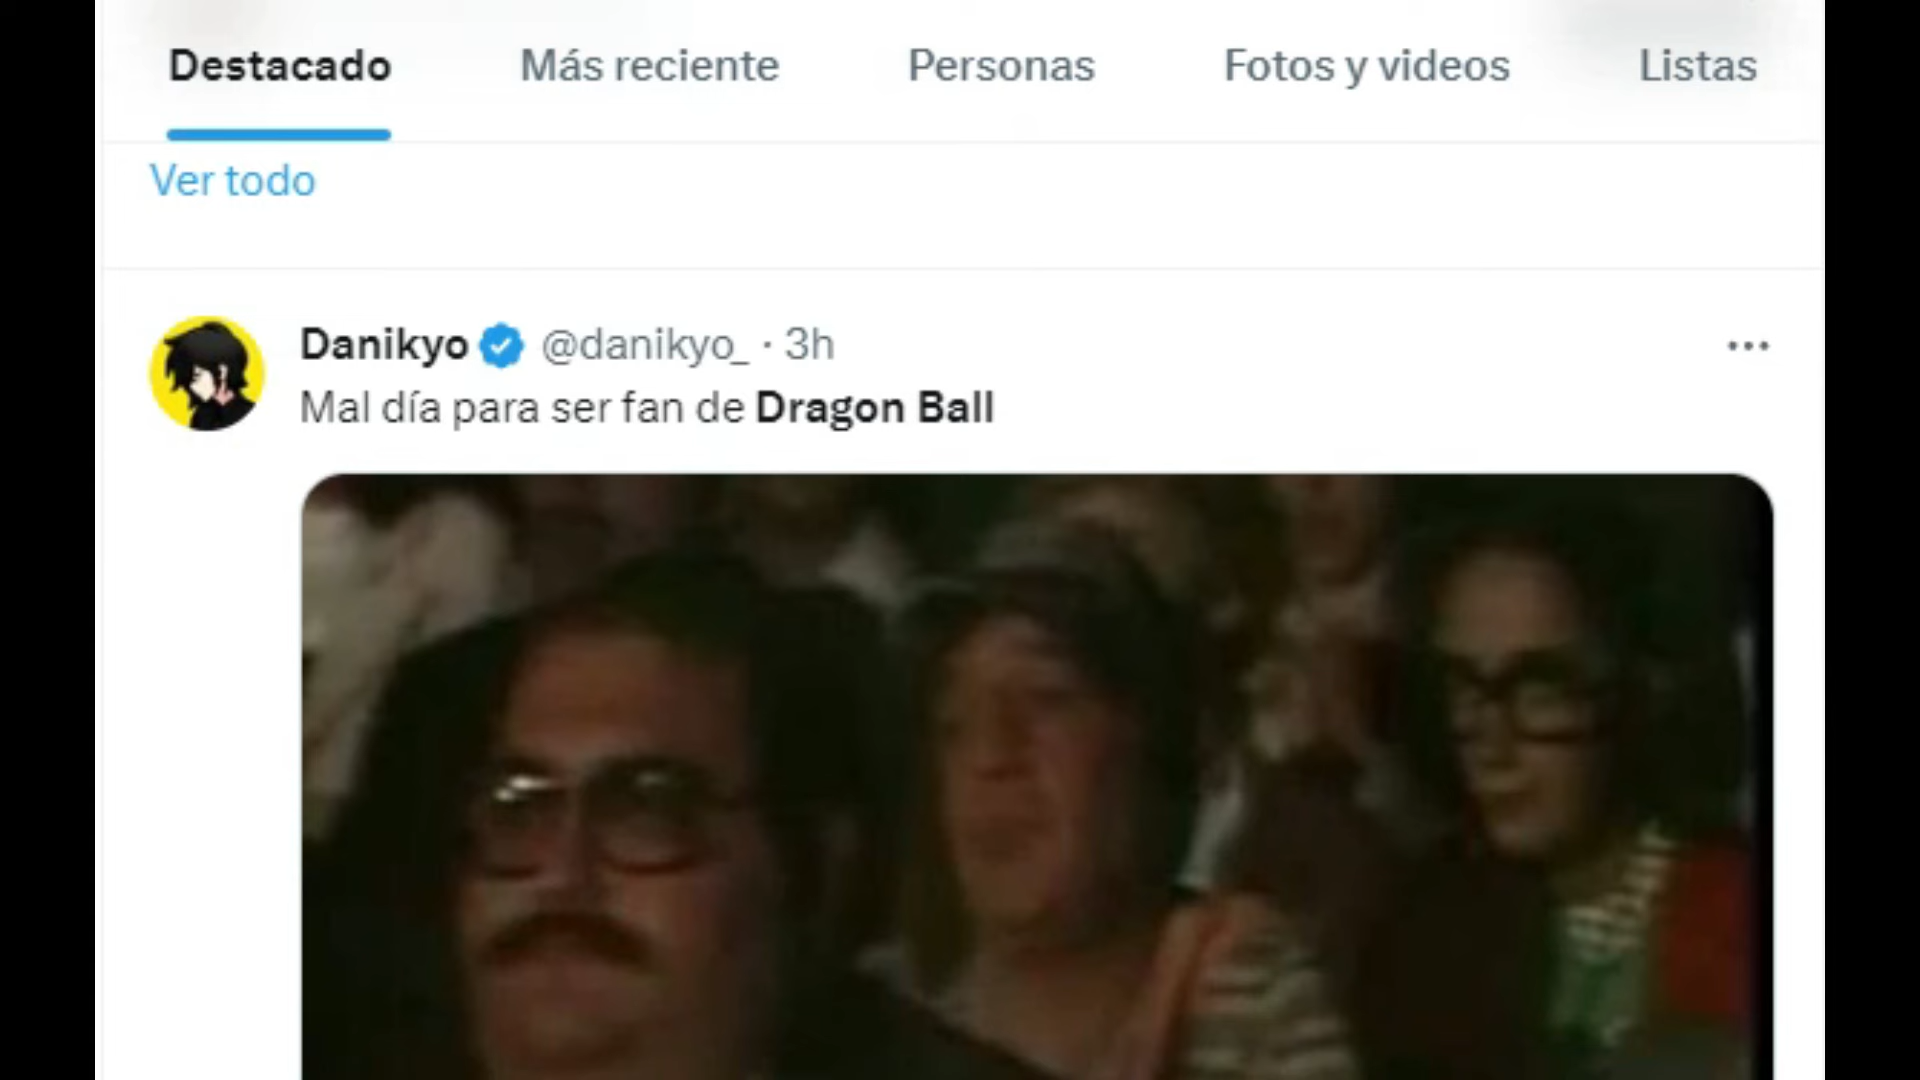 Destacado Más reciente Personas Fotos y videos Listas
Ver todo
Danikyo @danikyo_ · 3h
Mal día para ser fan de Dragon Ball